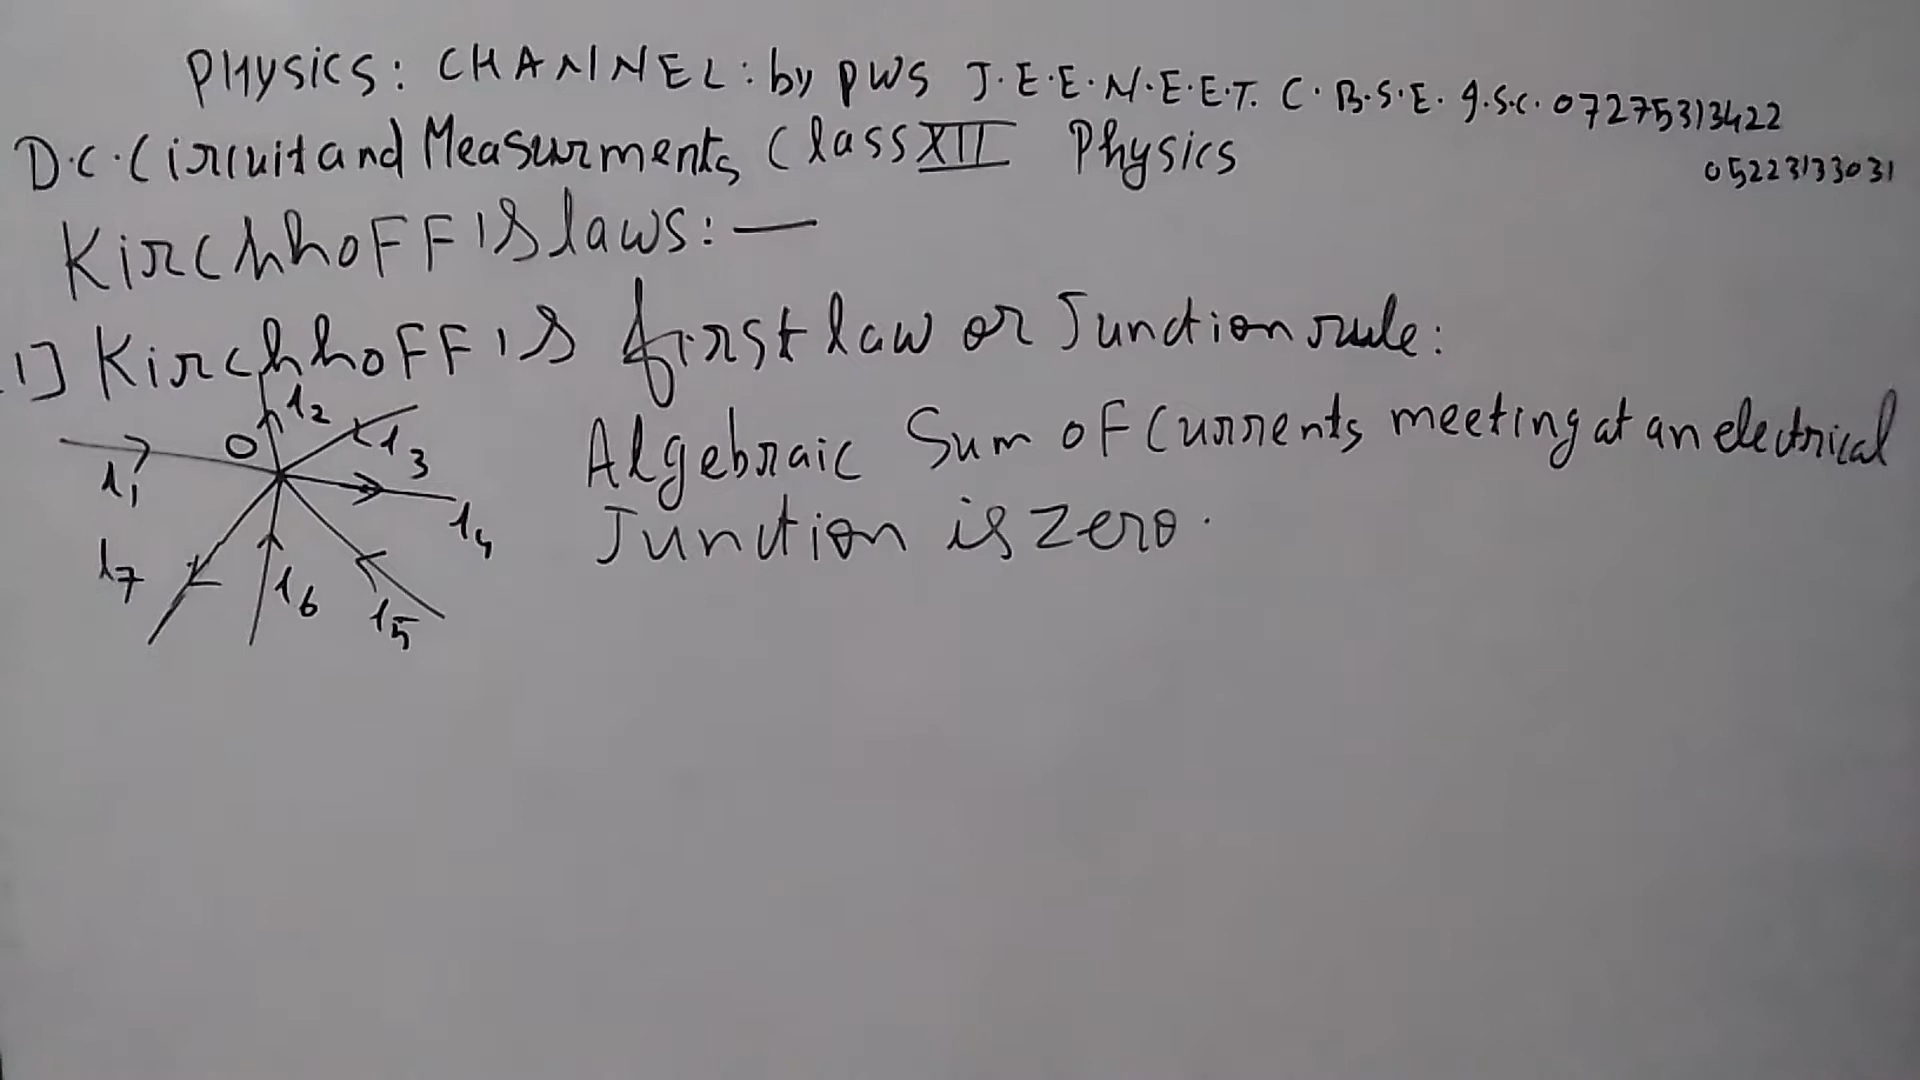 PHysics: CHANNEL: by PWS J.E.E.N.E.E.T. C.B.S.E. I.S.C. 07275313422
D.C. Circuit and Measurments Class XII Physics
05223133031
KirchhoFF's laws: —
1] KirchhoFF's first law or Junction rule:
Algebraic Sum oF Currents meeting at an electrical
Junction is zero.
O
i₁
i₂
i₃
i₄
i₅
i₆
i₇